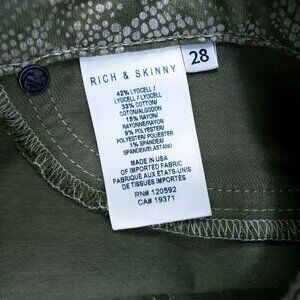 RICH & SKINNY
28
42% LYOCELL /
LYOCELL / LYOCELL
33% COTTON/
COTON/ALGODON
15% RAYON/
RAYONNE/RAYON
9% POLYESTER/
POLYESTER/ POLIESTER
1% SPANDEX/
SPANDEX/ELASTANO
MADE IN USA
OF IMPORTED FABRIC
FABRIQUE AUX ÉTATS-UNIS
DE TISSUES IMPORTÉS
RN# 120592
CA# 19371